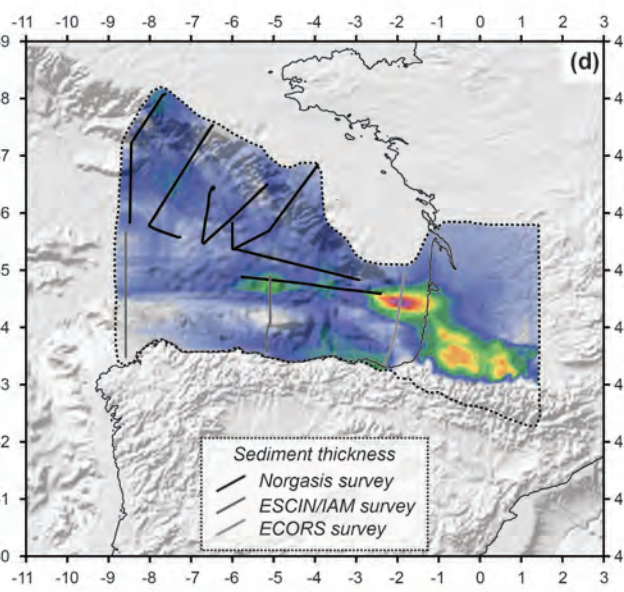 -11 -10 -9 -8 -7 -6 -5 -4 -3 -2 -1 0 1 2 3
(d)
9 4
8 4
7 4
6 4
5 4
4 4
3 4
2 4
1 4
0 4
Sediment thickness
Norgasis survey
ESCIN/IAM survey
ECORS survey
-11 -10 -9 -8 -7 -6 -5 -4 -3 -2 -1 0 1 2 3